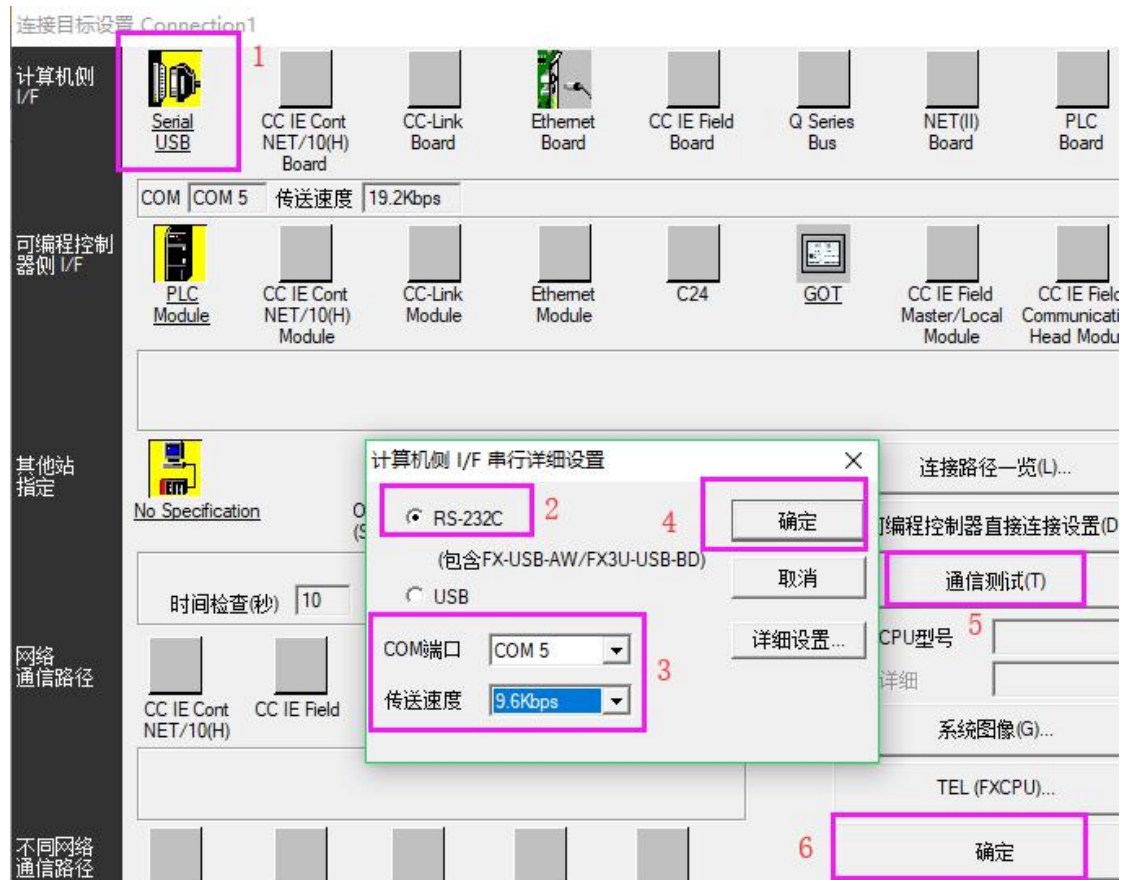 连接目标设置 Connection1
1
计算机侧
I/F
Serial
USB
CC IE Cont
NET/10(H)
Board
CC-Link
Board
Ethernet
Board
CC IE Field
Board
Q Series
Bus
NET(II)
Board
PLC
Board
COM COM 5 传送速度 19.2Kbps
可编程控制
器侧 I/F
PLC
Module
CC IE Cont
NET/10(H)
Module
CC-Link
Module
Ethernet
Module
C24
GOT
CC IE Field
Master/Local
Module
CC IE Field
Communicati
Head Modu
其他站
指定
No Specification
时间检查(秒) 10
计算机侧 I/F 串行详细设置
RS-232C
2
(包含FX-USB-AW/FX3U-USB-BD)
USB
COM端口 COM 5
传送速度 9.6Kbps
3
4
确定
取消
详细设置...
连接路径一览(L)...
编程控制器直接连接设置(D
通信测试(T)
5
CPU型号
详细
系统图像(G)...
TEL (FXCPU)...
6
确定
网络
通信路径
CC IE Cont
NET/10(H)
CC IE Field
不同网络
通信路径